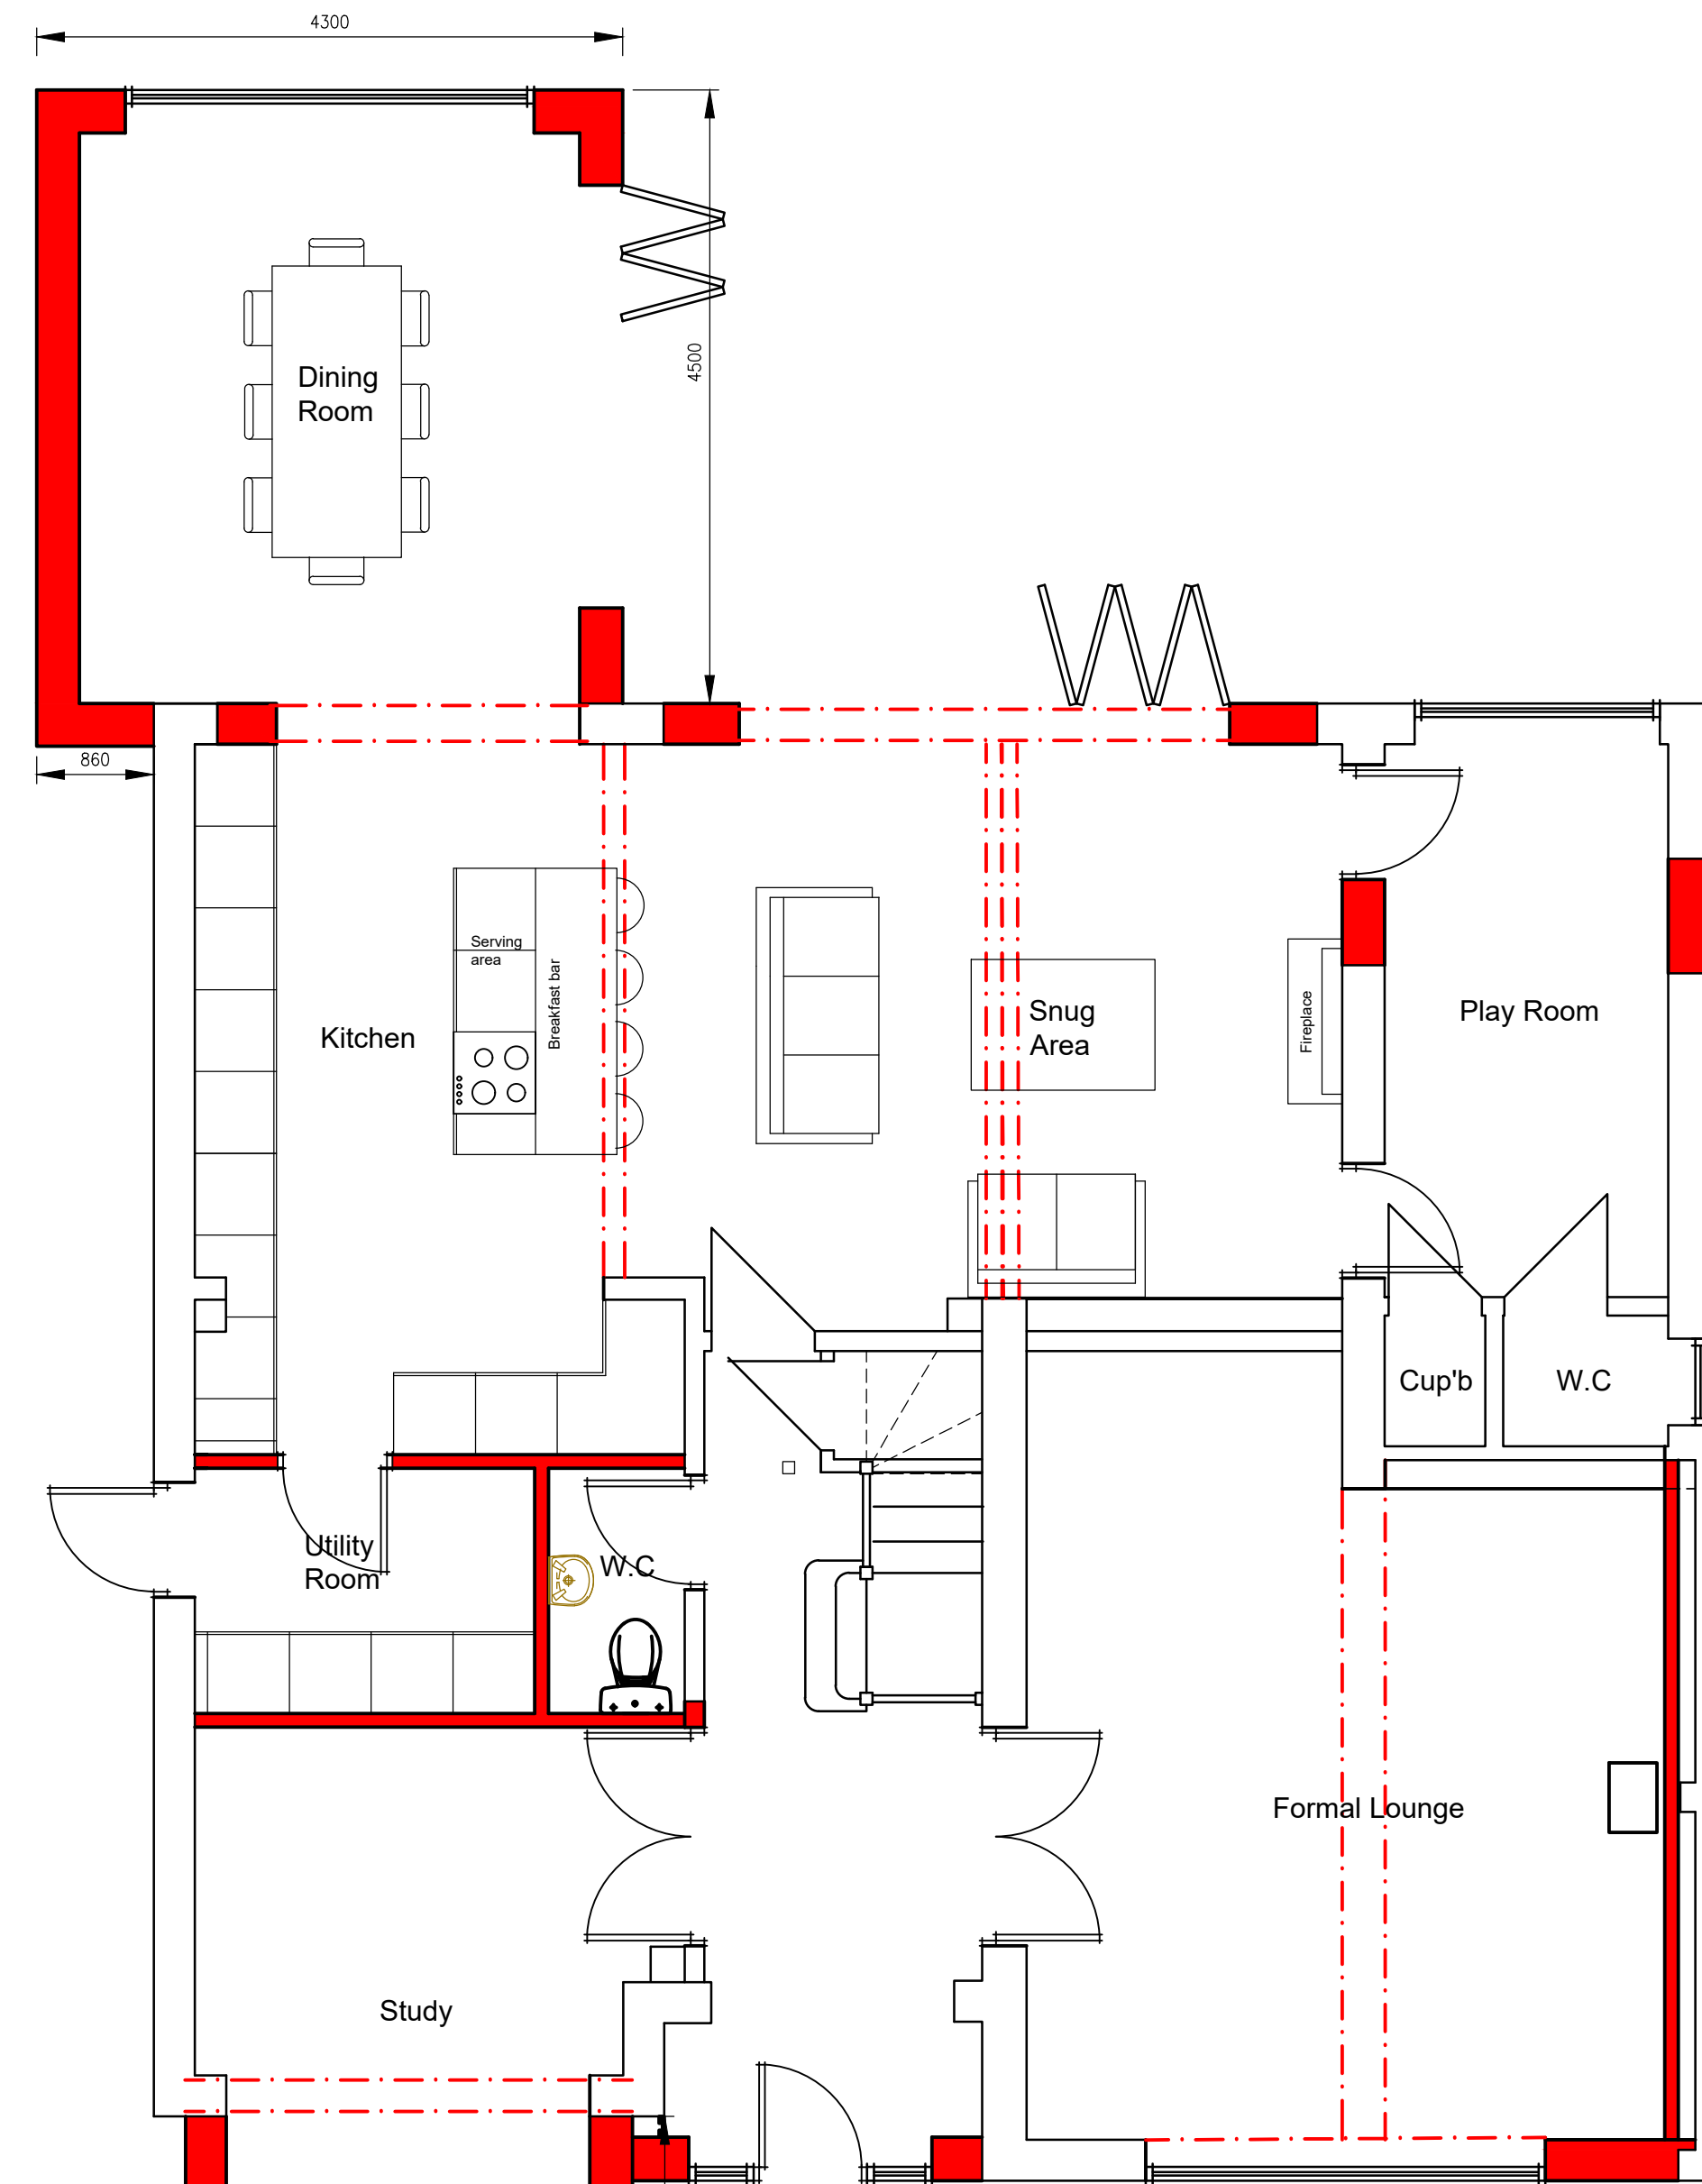 4300
4500
Dining
Room
860
Serving
area
Breakfast bar
Kitchen
Snug
Area
Fireplace
Play Room
Cup'b
W.C
Utility
Room
W.C
Formal Lounge
Study